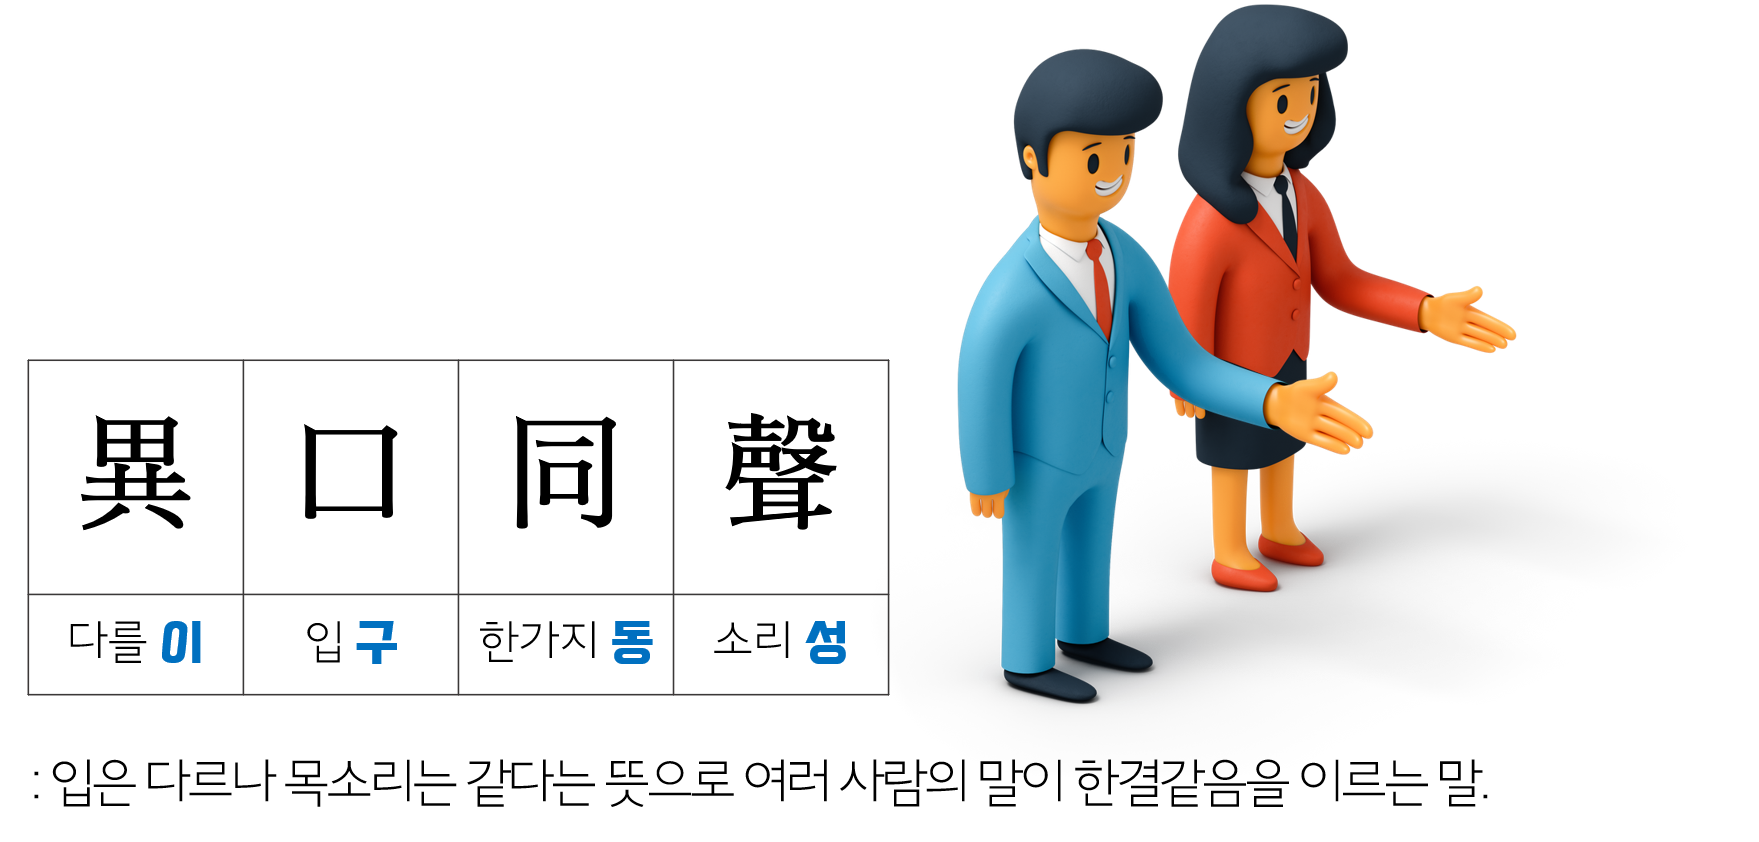 異 口 同 聲
다를 이 입 구 한가지 동 소리 성
: 입은 다르나 목소리는 같다는 뜻으로 여러 사람의 말이 한결같음을 이르는 말.